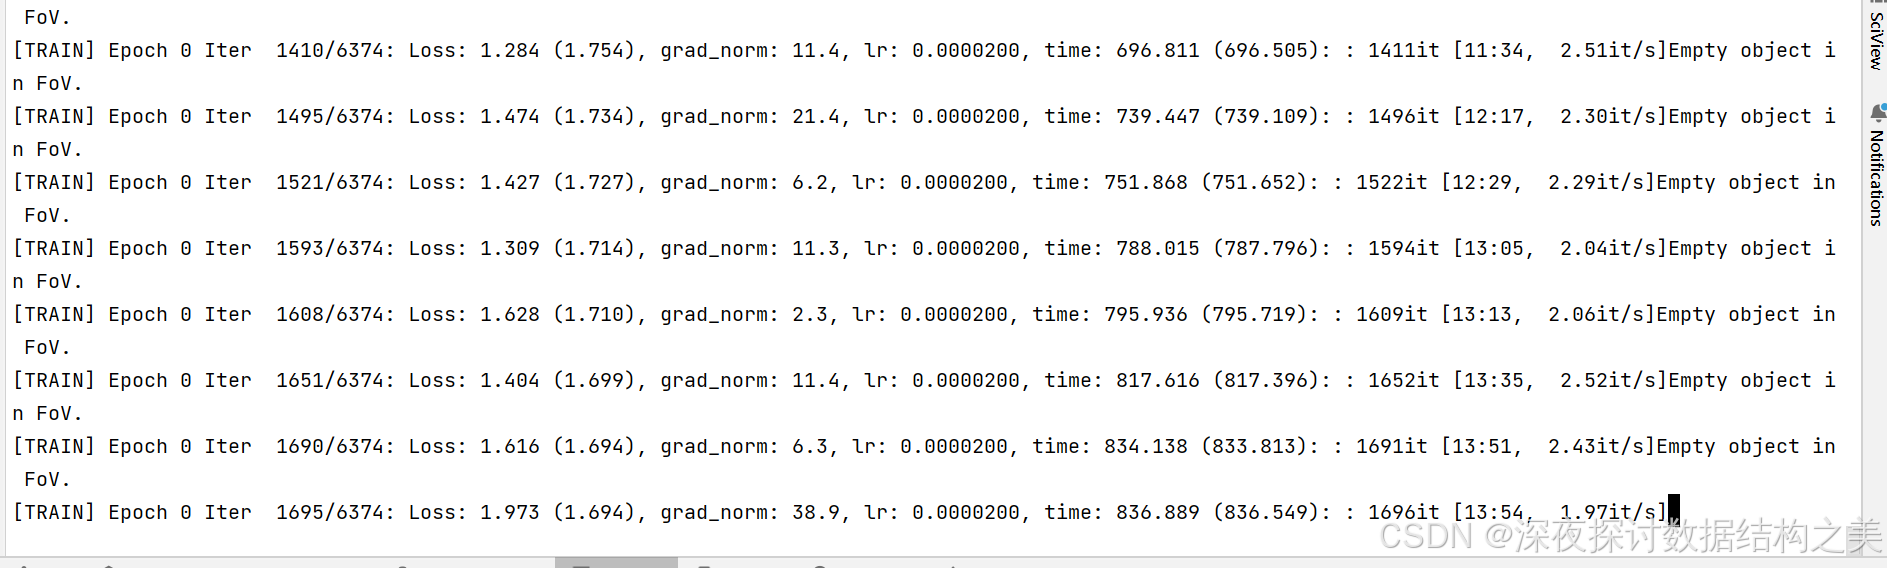 FoV.
[TRAIN] Epoch 0 Iter  1410/6374: Loss: 1.284 (1.754), grad_norm: 11.4, lr: 0.0000200, time: 696.811 (696.505): : 1411it [11:34,  2.51it/s]Empty object i
n FoV.
[TRAIN] Epoch 0 Iter  1495/6374: Loss: 1.474 (1.734), grad_norm: 21.4, lr: 0.0000200, time: 739.447 (739.109): : 1496it [12:17,  2.30it/s]Empty object i
n FoV.
[TRAIN] Epoch 0 Iter  1521/6374: Loss: 1.427 (1.727), grad_norm: 6.2, lr: 0.0000200, time: 751.868 (751.652): : 1522it [12:29,  2.29it/s]Empty object in
 FoV.
[TRAIN] Epoch 0 Iter  1593/6374: Loss: 1.309 (1.714), grad_norm: 11.3, lr: 0.0000200, time: 788.015 (787.796): : 1594it [13:05,  2.04it/s]Empty object i
n FoV.
[TRAIN] Epoch 0 Iter  1608/6374: Loss: 1.628 (1.710), grad_norm: 2.3, lr: 0.0000200, time: 795.936 (795.719): : 1609it [13:13,  2.06it/s]Empty object in
 FoV.
[TRAIN] Epoch 0 Iter  1651/6374: Loss: 1.404 (1.699), grad_norm: 11.4, lr: 0.0000200, time: 817.616 (817.396): : 1652it [13:35,  2.52it/s]Empty object i
n FoV.
[TRAIN] Epoch 0 Iter  1690/6374: Loss: 1.616 (1.694), grad_norm: 6.3, lr: 0.0000200, time: 834.138 (833.813): : 1691it [13:51,  2.43it/s]Empty object in
 FoV.
[TRAIN] Epoch 0 Iter  1695/6374: Loss: 1.973 (1.694), grad_norm: 38.9, lr: 0.0000200, time: 836.889 (836.549): : 1696it [13:54,  1.97it/s]
SciView
Notifications
CSDN @深夜探讨数据结构之美